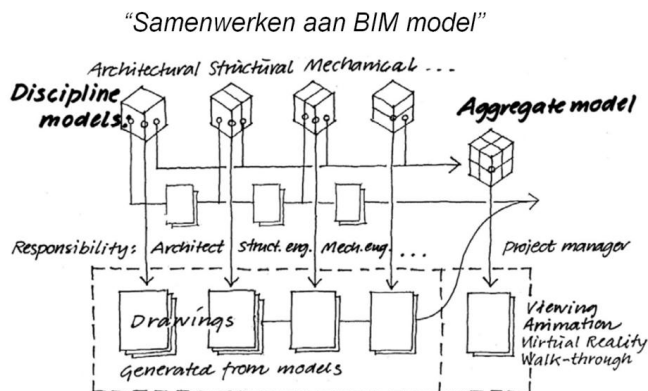 “Samenwerken aan BIM model”
Architectural Structural Mechanical ...
Discipline
models:
Aggregate model
Responsibility: Architect Struct.eng. Mech.eng. ...
Project manager
Drawings
Generated from models
Viewing
Animation
Virtual Reality
Walk-through